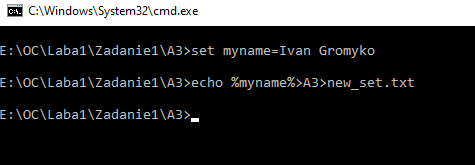 C:\Windows\System32\cmd.exe
E:\OC\Laba1\Zadanie1\A3>set myname=Ivan Gromyko
E:\OC\Laba1\Zadanie1\A3>echo %myname%>A3>new_set.txt
E:\OC\Laba1\Zadanie1\A3>